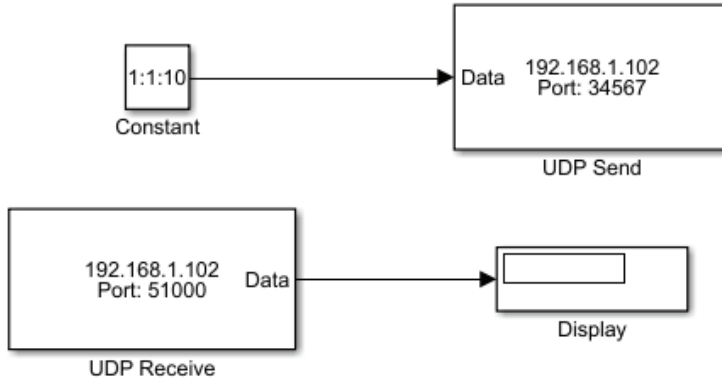 1:1:10
Constant
Data
192.168.1.102
Port: 34567
UDP Send
192.168.1.102
Port: 51000
Data
UDP Receive
Display